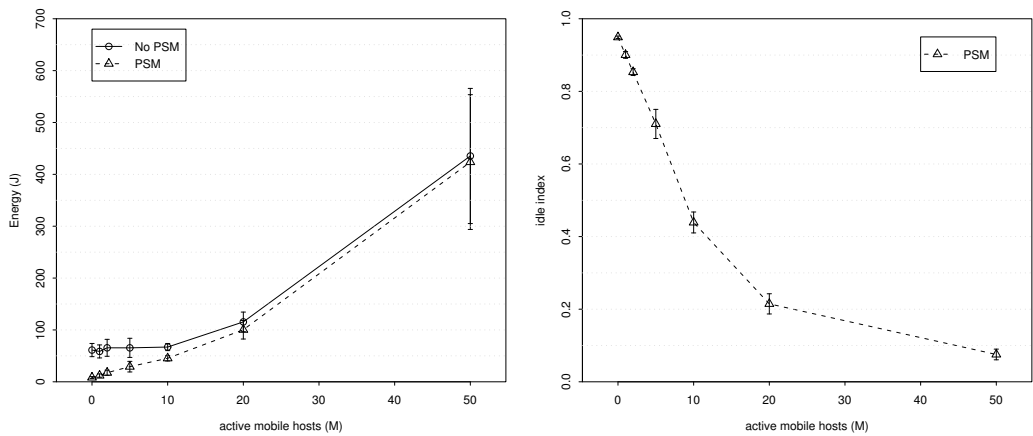 700
600
500
400
300
200
100
0
Energy (J)
No PSM
PSM
0 10 20 30 40 50
active mobile hosts (M)
1.0
0.8
0.6
0.4
0.2
0.0
idle index
PSM
0 10 20 30 40 50
active mobile hosts (M)